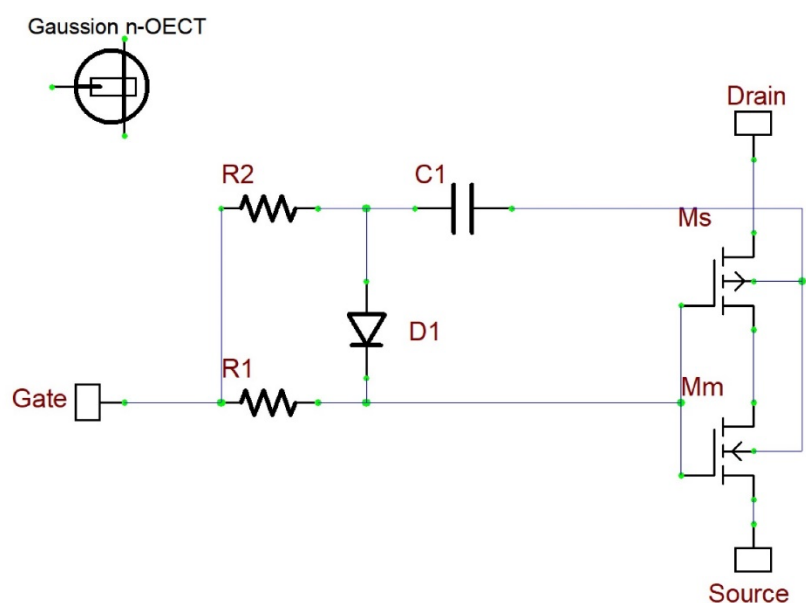 Gaussion n-OECT
Drain
R2
C1
Ms
D1
R1
Mm
Gate
Source